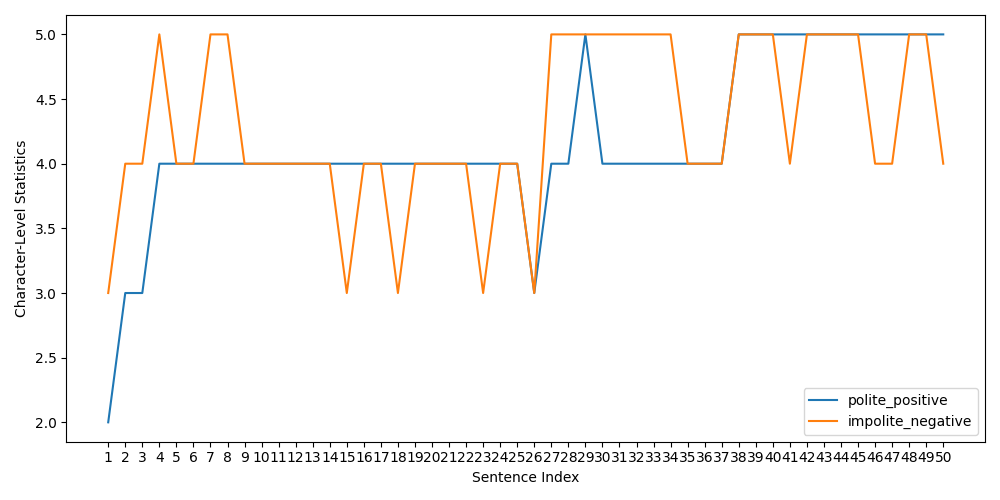 5.0
4.5
4.0
3.5
3.0
2.5
2.0
Character-Level Statistics
polite_positive
impolite_negative
1 2 3 4 5 6 7 8 9 10 11 12 13 14 15 16 17 18 19 20 21 22 23 24 25 26 27 28 29 30 31 32 33 34 35 36 37 38 39 40 41 42 43 44 45 46 47 48 49 50
Sentence Index